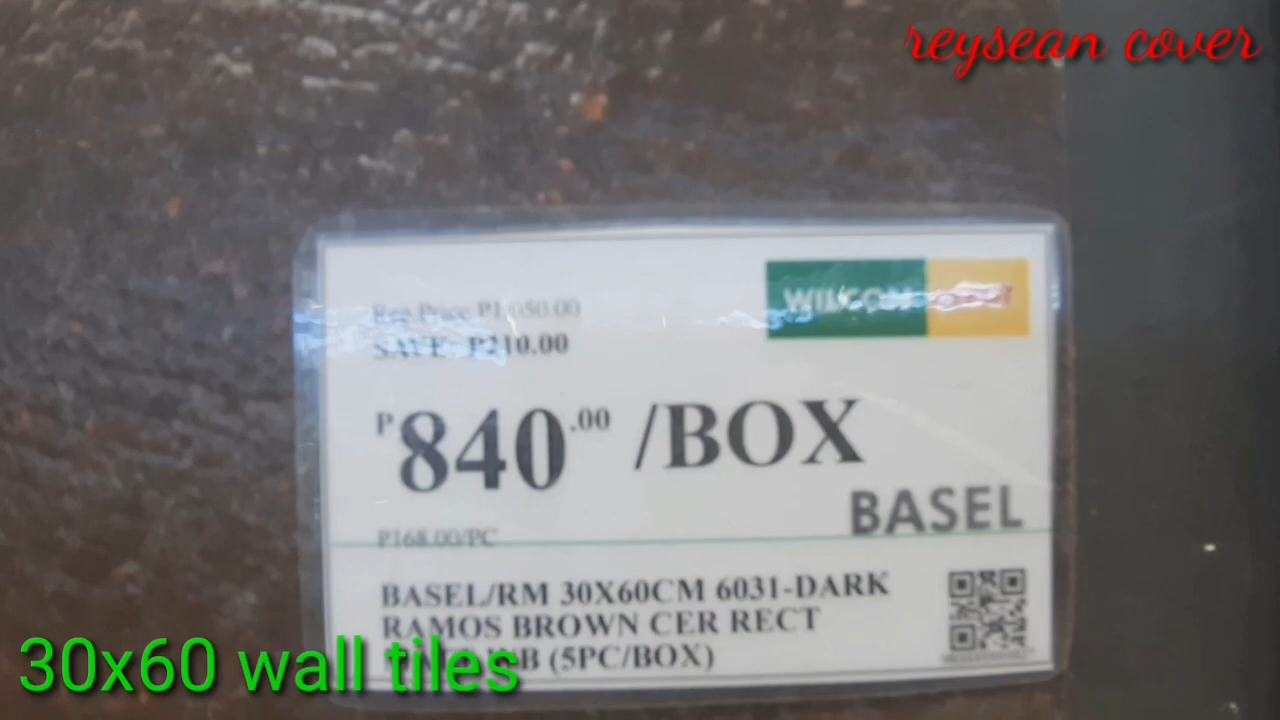 reysean cover
WILCON
Reg Price P1,050.00
SAVE: P210.00
P840.00 /BOX
BASEL
P168.00/PC
BASEL/RM 30X60CM 6031-DARK
RAMOS BROWN CER RECT
(5PC/BOX)
30x60 wall tiles